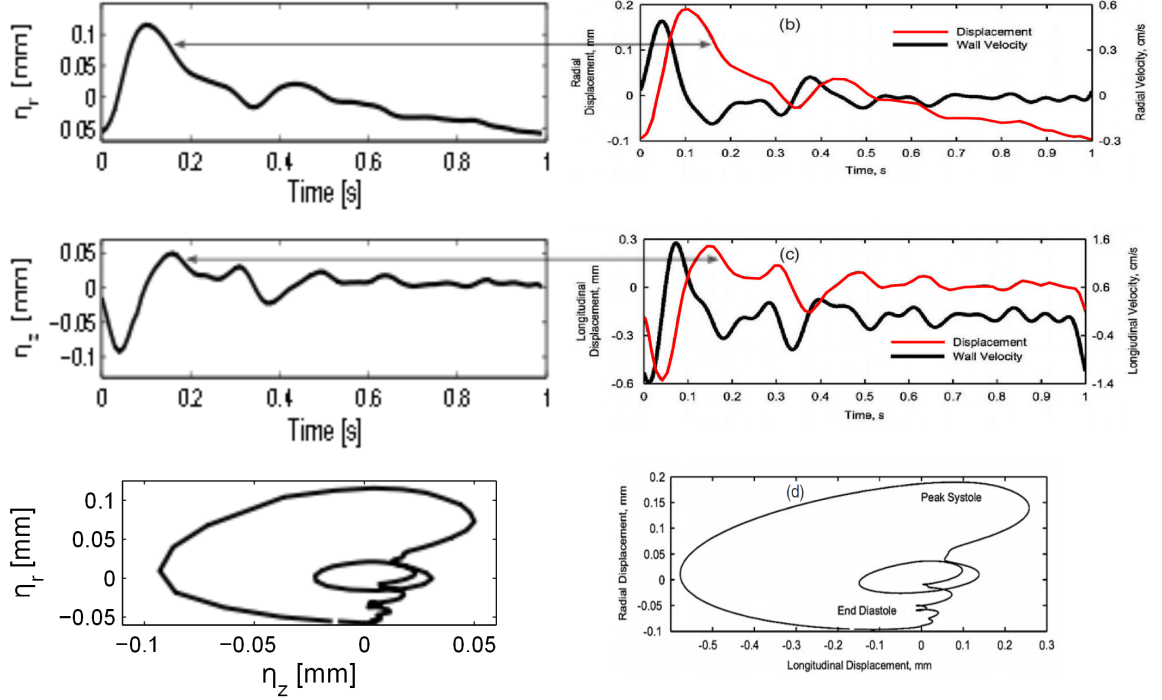 η_r [mm]
0.1
0.05
0
0.05
0 0.2 0.4 0.6 0.8 1
Time [s]
(b)
Displacement
Wall Velocity
Radial
Displacement, mm
0.2
0.1
0
-0.1
0.6
0.3
0
-0.3
Radial Velocity, cm/s
0 0.1 0.2 0.3 0.4 0.5 0.6 0.7 0.8 0.9 1
Time, s
η_z [mm]
0.05
0
-0.05
-0.1
0 0.2 0.4 0.6 0.8 1
Time [s]
(c)
Displacement
Wall Velocity
Longitudinal
Displacement, mm
0.3
0
-0.3
-0.6
1.6
0.6
-0.4
-1.4
Longiudinal Velocity, cm/s
0 0.1 0.2 0.3 0.4 0.5 0.6 0.7 0.8 0.9 1
Time, s
η_r [mm]
0.1
0.05
0
-0.05
-0.1 -0.05 0 0.05
η_z [mm]
(d)
Peak Systole
End Diastole
Radial Displacement, mm
0.2
0.15
0.1
0.05
0
-0.05
-0.1
-0.5 -0.4 -0.3 -0.2 -0.1 0 0.1 0.2 0.3
Longitudinal Displacement, mm